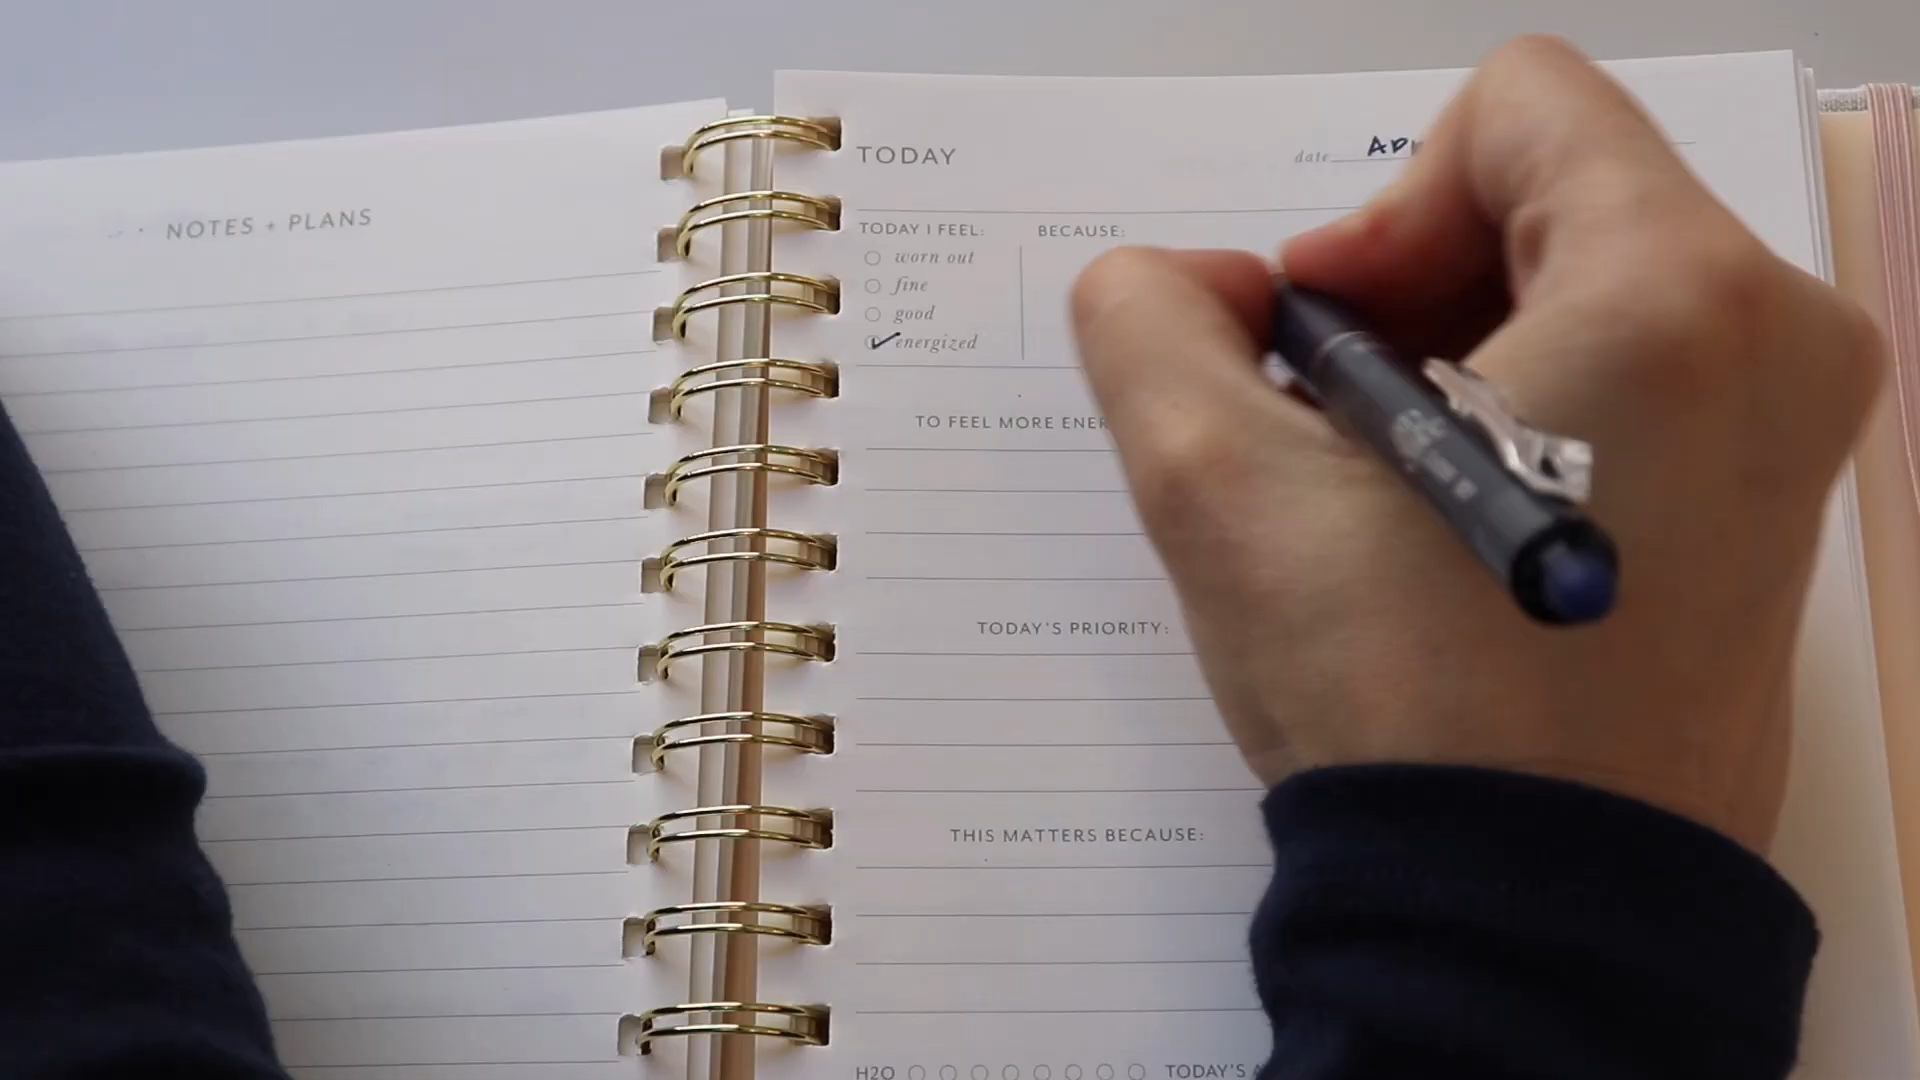 NOTES + PLANS
TODAY
date
TODAY I FEEL:
BECAUSE:
worn out
fine
good
energized
TO FEEL MORE
TODAY'S PRIORITY:
THIS MATTERS BECAUSE:
H2O
TODAY'S